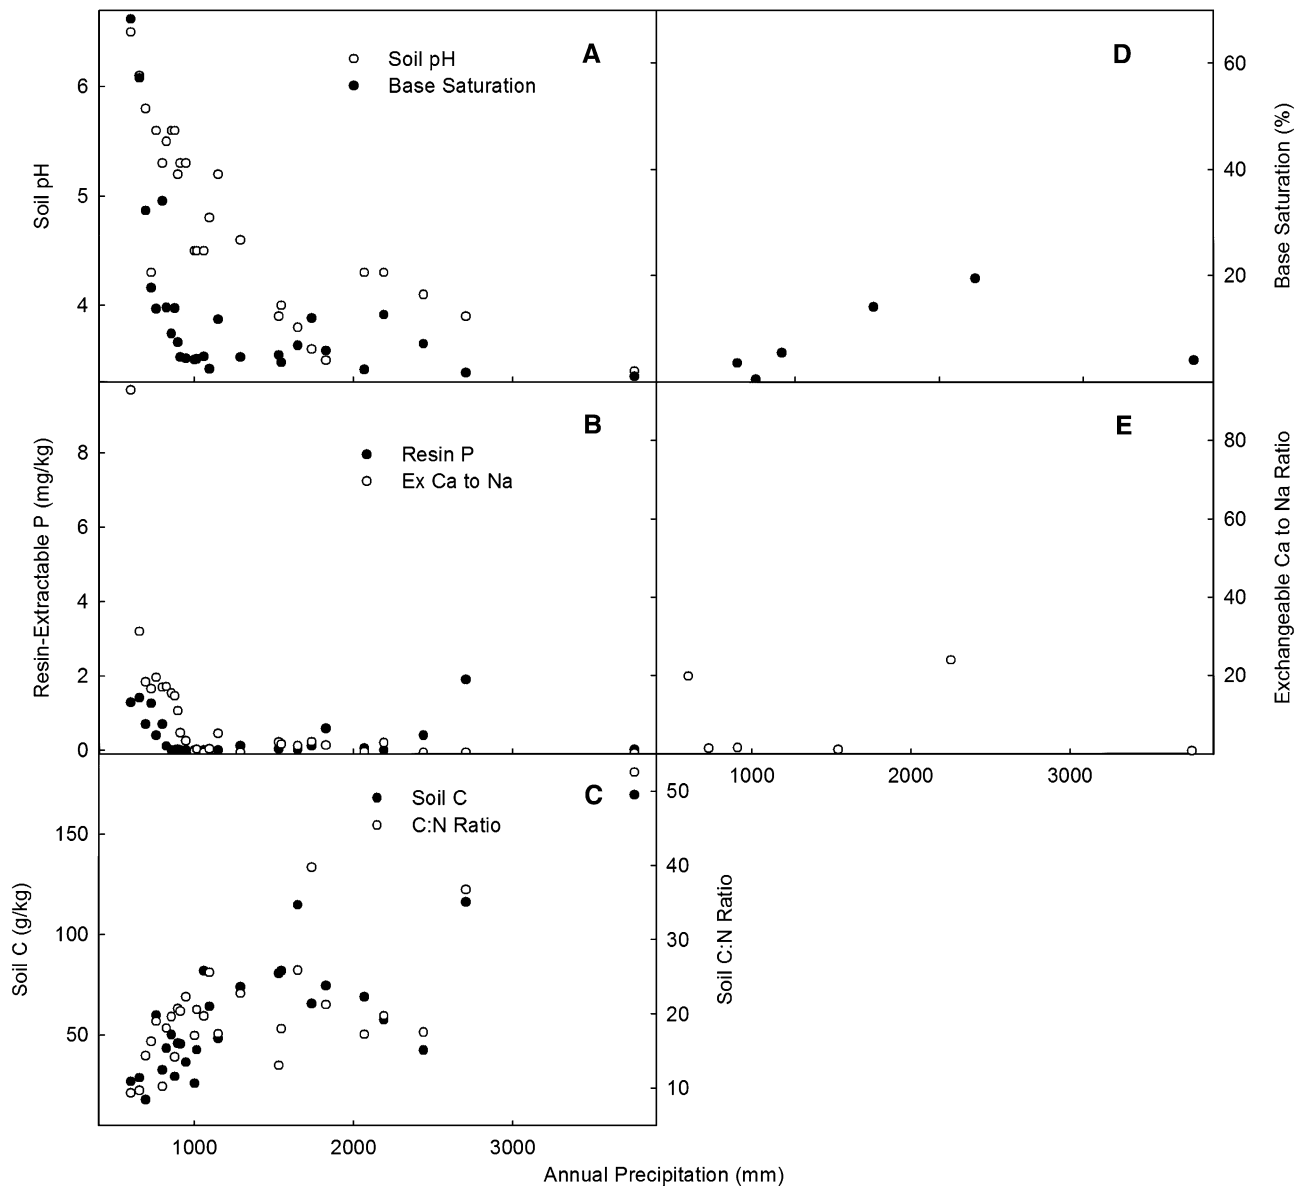 A
Soil pH
Base Saturation
6
5
4
Soil pH
D
60
40
20
Base Saturation (%)
B
Resin P
Ex Ca to Na
8
6
4
2
0
Resin-Extractable P (mg/kg)
E
80
60
40
20
Exchangeable Ca to Na Ratio
1000 2000 3000
C
Soil C
C:N Ratio
150
100
50
Soil C (g/kg)
50
40
30
20
10
Soil C:N Ratio
1000 2000 3000
Annual Precipitation (mm)